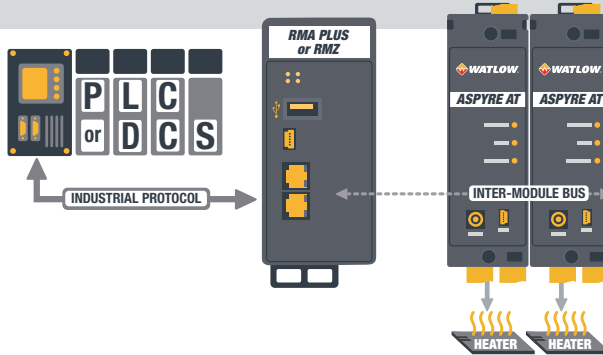 RMA PLUS
or RMZ
WATLOW
WATLOW
ASPYRE AT
ASPYRE AT
PLC
or DCS
INDUSTRIAL PROTOCOL
INTER-MODULE BUS
HEATER
HEATER